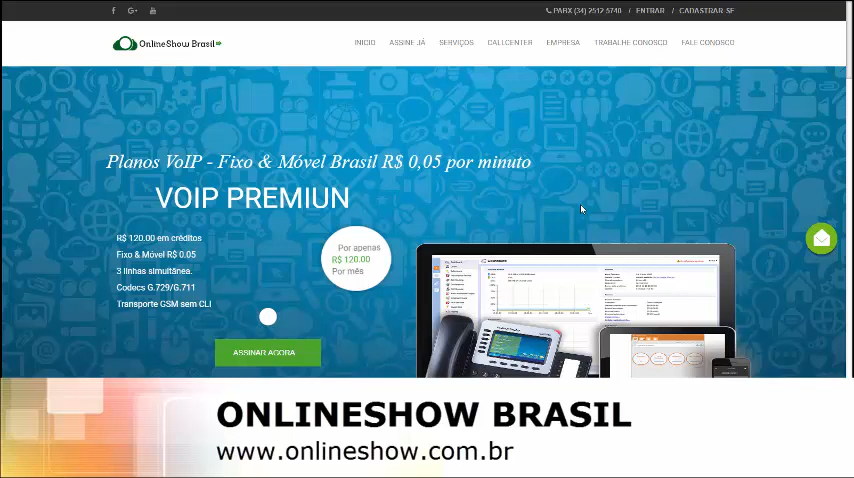 PABX (34) 2512 5740 / ENTRAR / CADASTRAR-SE
OnlineShow Brasil
INICIO ASSINE JÁ SERVIÇOS CALLCENTER EMPRESA TRABALHE CONOSCO FALE CONOSCO
Planos VoIP - Fixo & Móvel Brasil R$ 0,05 por minuto
VOIP PREMIUN
R$ 120.00 em créditos
Fixo & Móvel R$ 0.05
3 linhas simultânea.
Codecs G.729/G.711
Transporte GSM sem CLI
Por apenas
R$ 120.00
Por mês
ASSINAR AGORA
ONLINESHOW BRASIL
www.onlineshow.com.br